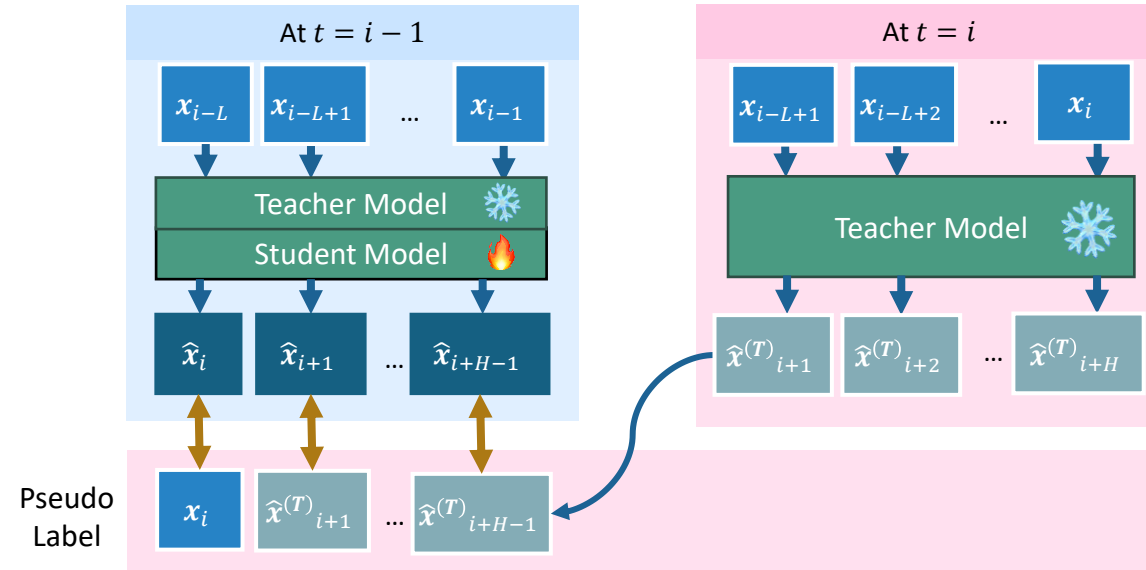 At t = i − 1
x_{i−L} x_{i−L+1} ... x_{i−1}
Teacher Model
Student Model
x̂_i x̂_{i+1} ... x̂_{i+H−1}
At t = i
x_{i−L+1} x_{i−L+2} ... x_i
Teacher Model
x̂^{(T)}_{i+1} x̂^{(T)}_{i+2} ... x̂^{(T)}_{i+H}
Pseudo
Label
x_i x̂^{(T)}_{i+1} ... x̂^{(T)}_{i+H−1}